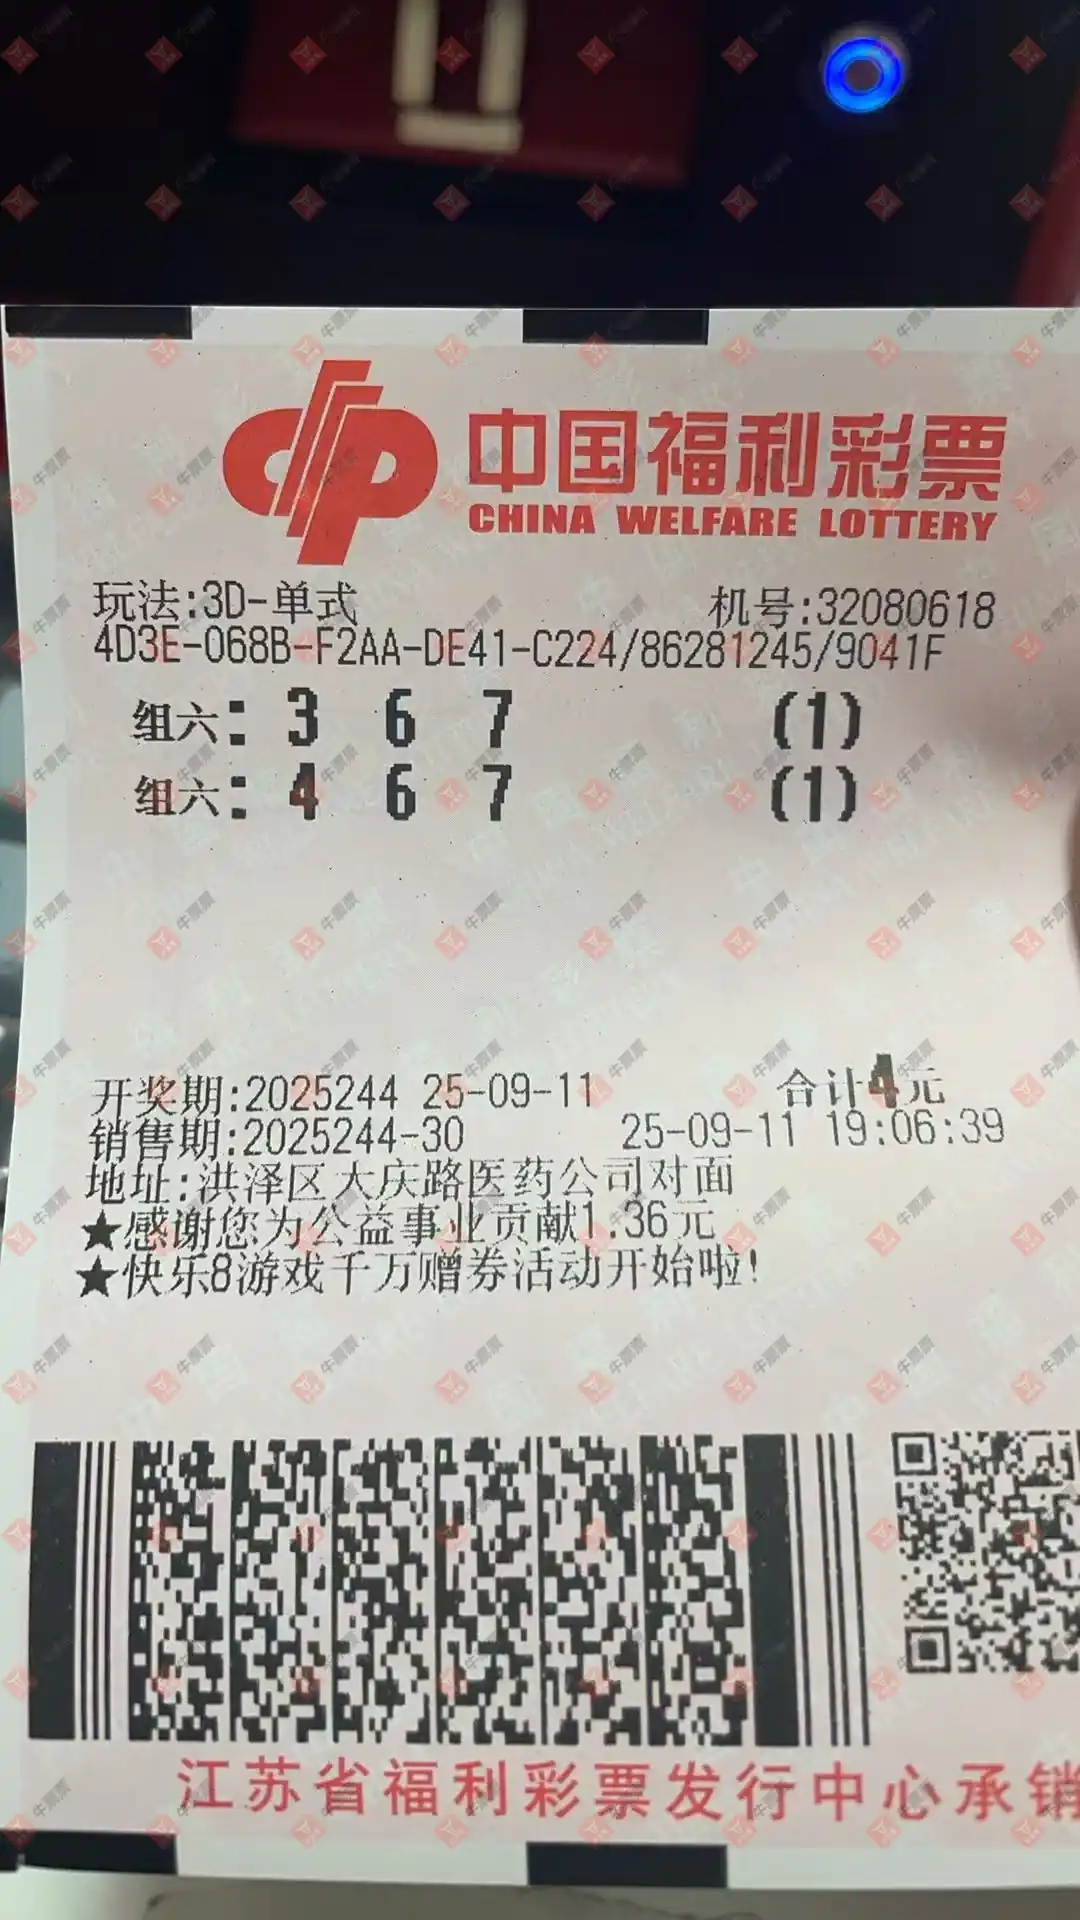 中国福利彩票
CHINA WELFARE LOTTERY
玩法:3D-单式 机号:32080618
4D3E-068B-F2AA-DE41-C224/86281245/9041F
组六: 3 6 7 (1)
组六: 4 6 7 (1)
开奖期:2025244 25-09-11 合计4元
销售期:2025244-30 25-09-11 19:06:39
地址:洪泽区大庆路医药公司对面
★感谢您为公益事业贡献1.36元
★快乐8游戏千万赠券活动开始啦!
江苏省福利彩票发行中心承销